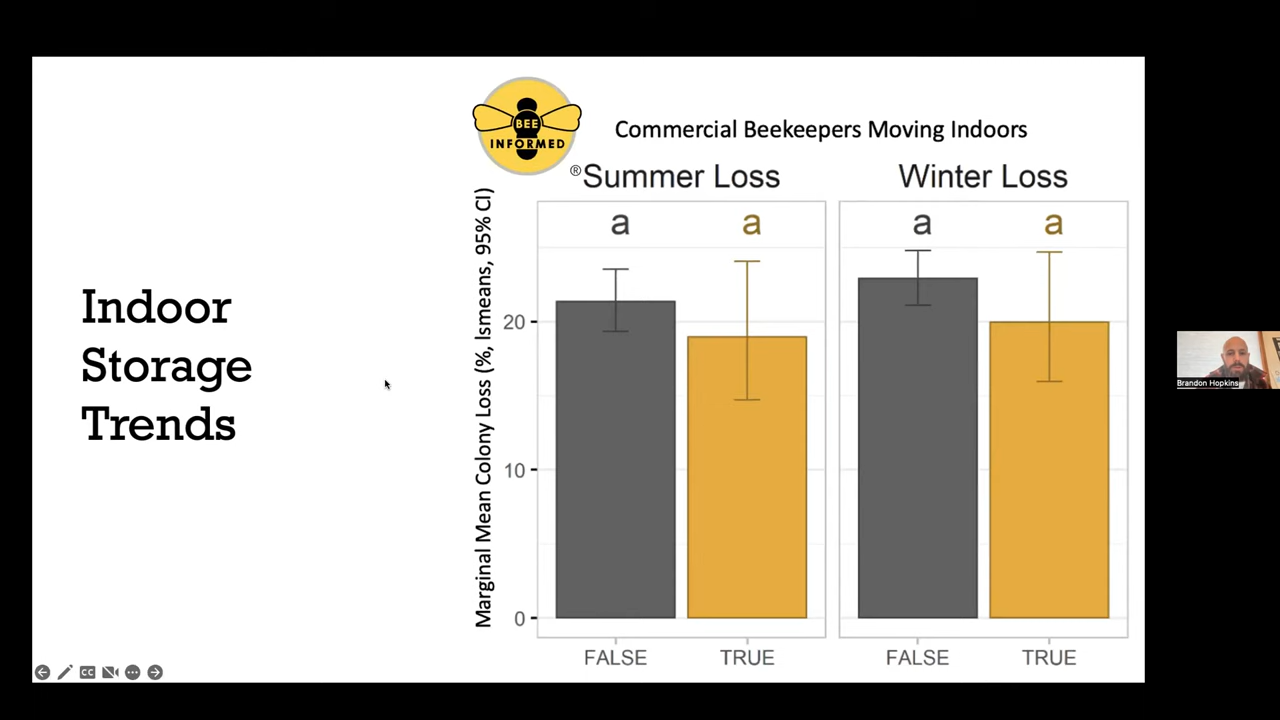 BEE
INFORMED
®
Commercial Beekeepers Moving Indoors
Summer Loss
Winter Loss
a
a
a
a
Marginal Mean Colony Loss (%, lsmeans, 95% CI)
Indoor
Storage
Trends
20
10
0
FALSE
TRUE
FALSE
TRUE
Brandon Hopkins
CC